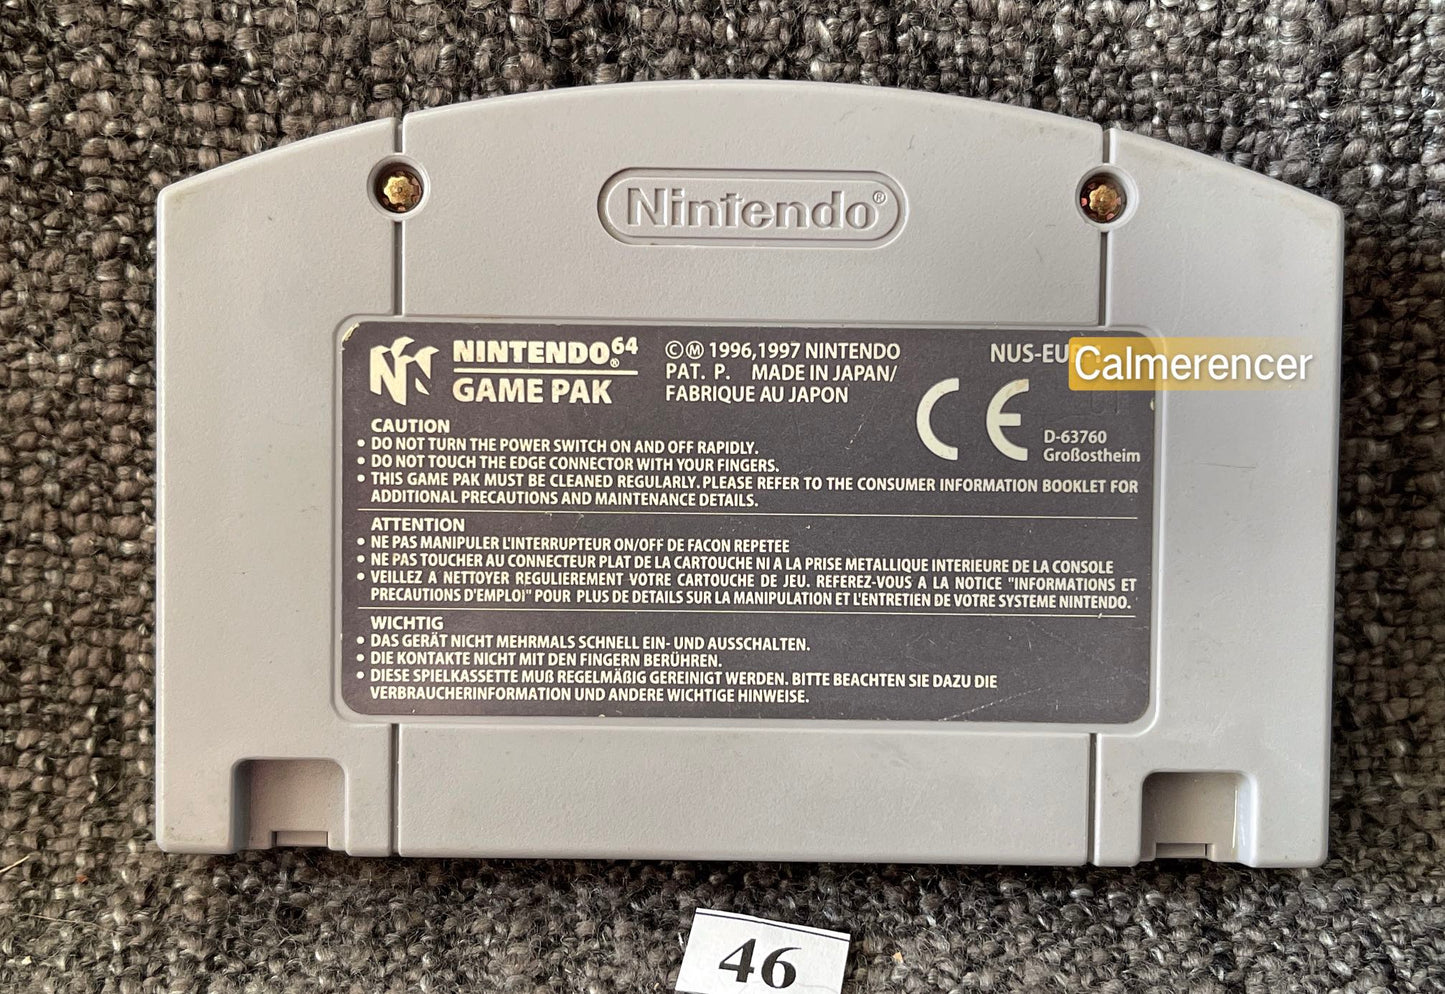 Nintendo®
NINTENDO64®
GAME PAK
©Ⓜ 1996,1997 NINTENDO
PAT. P. MADE IN JAPAN/
FABRIQUE AU JAPON
Calmerencer
CE
D-63760
Großostheim
CAUTION
• DO NOT TURN THE POWER SWITCH ON AND OFF RAPIDLY.
• DO NOT TOUCH THE EDGE CONNECTOR WITH YOUR FINGERS.
• THIS GAME PAK MUST BE CLEANED REGULARLY. PLEASE REFER TO THE CONSUMER INFORMATION BOOKLET FOR
ADDITIONAL PRECAUTIONS AND MAINTENANCE DETAILS.
ATTENTION
• NE PAS MANIPULER L'INTERRUPTEUR ON/OFF DE FACON REPETEE
• NE PAS TOUCHER AU CONNECTEUR PLAT DE LA CARTOUCHE NI A LA PRISE METALLIQUE INTERIEURE DE LA CONSOLE
• VEILLEZ A NETTOYER REGULIEREMENT VOTRE CARTOUCHE DE JEU. REFEREZ-VOUS A LA NOTICE "INFORMATIONS ET
PRECAUTIONS D'EMPLOI" POUR PLUS DE DETAILS SUR LA MANIPULATION ET L'ENTRETIEN DE VOTRE SYSTEME NINTENDO.
WICHTIG
• DAS GERÄT NICHT MEHRMALS SCHNELL EIN- UND AUSSCHALTEN.
• DIE KONTAKTE NICHT MIT DEN FINGERN BERÜHREN.
• DIESE SPIELKASSETTE MUß REGELMÄßIG GEREINIGT WERDEN. BITTE BEACHTEN SIE DAZU DIE
VERBRAUCHERINFORMATION UND ANDERE WICHTIGE HINWEISE.
46